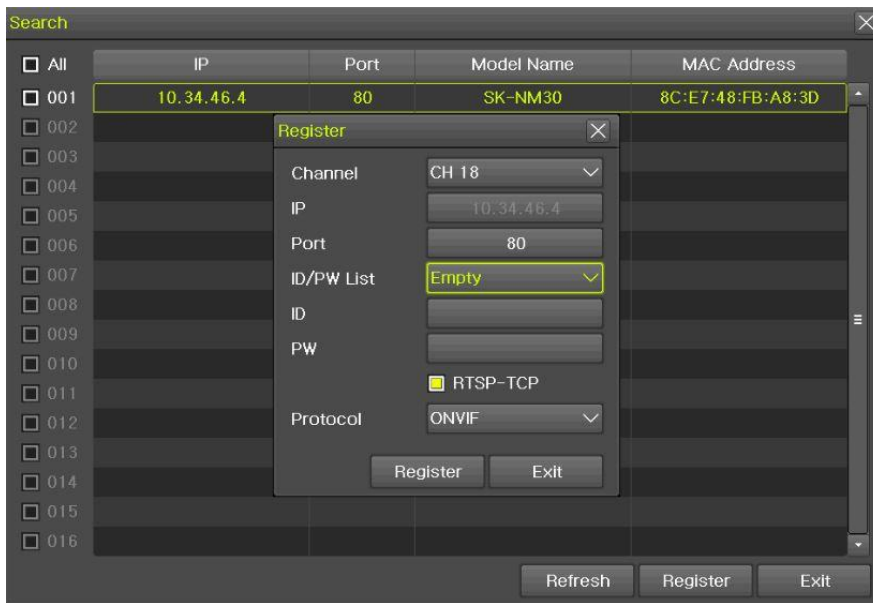 Search
All IP Port Model Name MAC Address
001 10.34.46.4 80 SK-NM30 8C:E7:48:FB:A8:3D
002
Register
003
Channel CH 18
004
IP 10.34.46.4
005
Port 80
006
007
ID/PW List Empty
008
ID
009
PW
010
RTSP-TCP
011
012
Protocol ONVIF
013
014
Register Exit
015
016
Refresh Register Exit